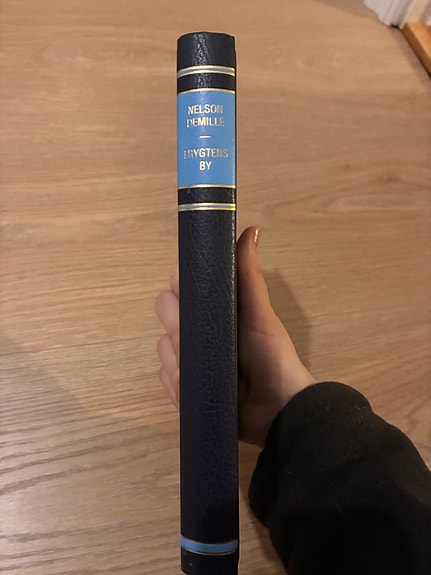 NELSON
DEMILLE
—
FRYGTENS
BY